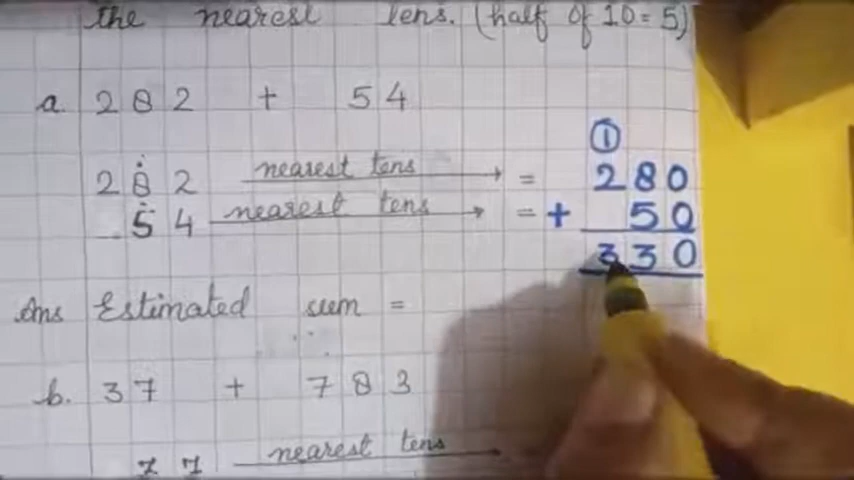 the nearest tens. (half of 10 = 5)
a. 282 + 54
①
282 nearest tens → = 280
54 nearest tens → = + 50
330
Ans Estimated sum =
b. 37 + 783
nearest tens